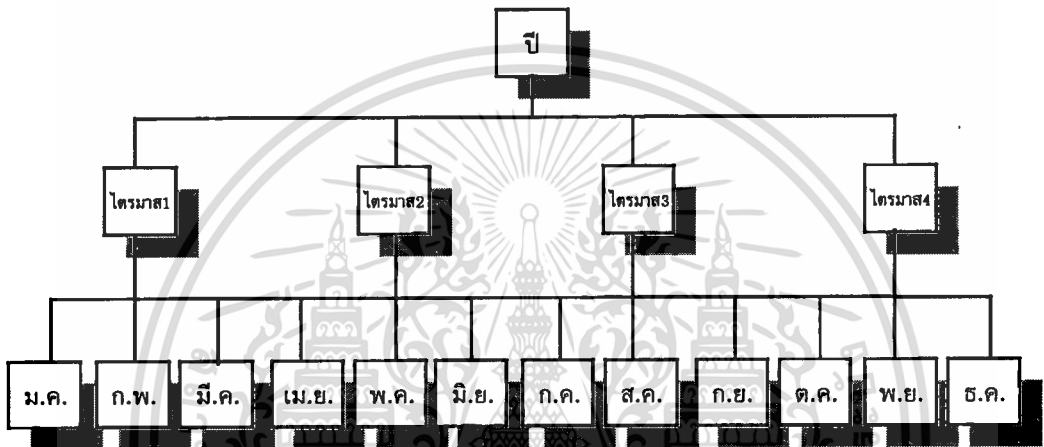 ปี
ไตรมาส1 ไตรมาส2 ไตรมาส3 ไตรมาส4
ม.ค. ก.พ. มี.ค. เม.ย. พ.ค. มิ.ย. ก.ค. ส.ค. ก.ย. ต.ค. พ.ย. ธ.ค.